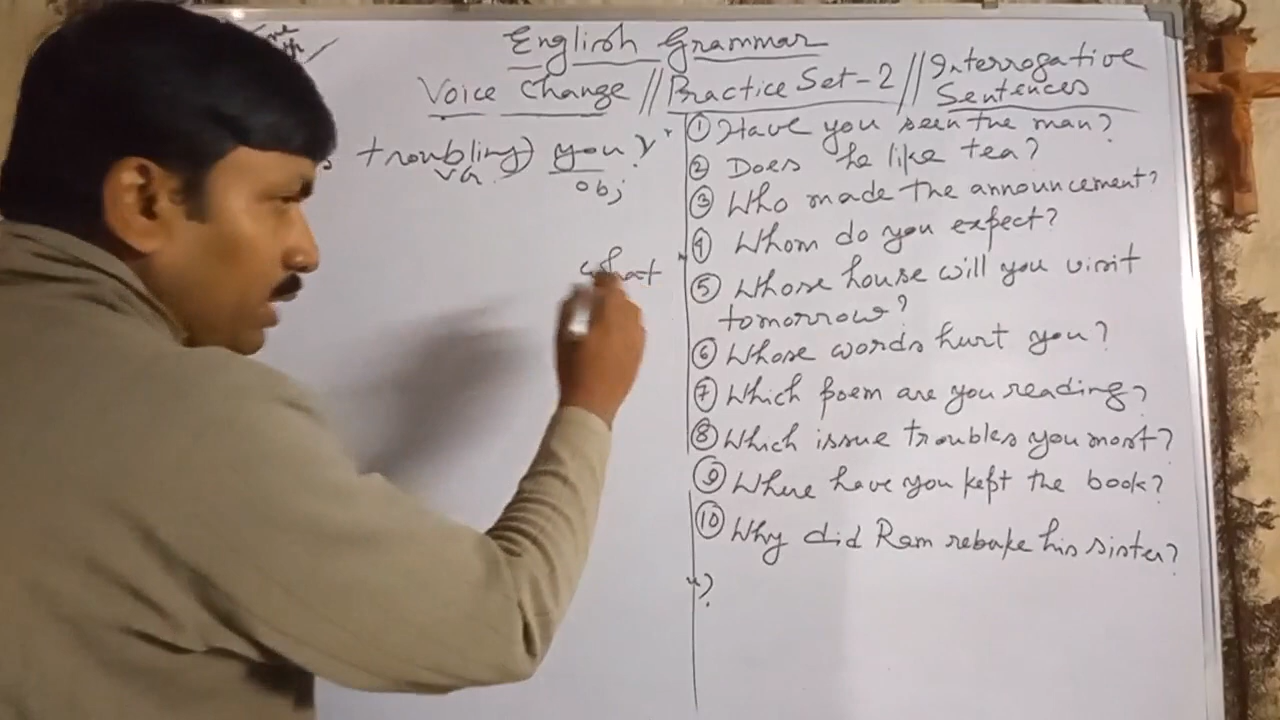 English Grammar
Voice Change // Practice Set-2 // Interrogative Sentences
troubling) you?
va.
obj
what
① Have you seen the man?
② Does he like tea?
③ Who made the announcement?
④ Whom do you expect?
⑤ Whose house will you visit
tomorrow?
⑥ Whose words hurt you?
⑦ Which poem are you reading?
⑧ Which issue troubles you most?
⑨ Where have you kept the book?
⑩ Why did Ram rebuke his sister?
?